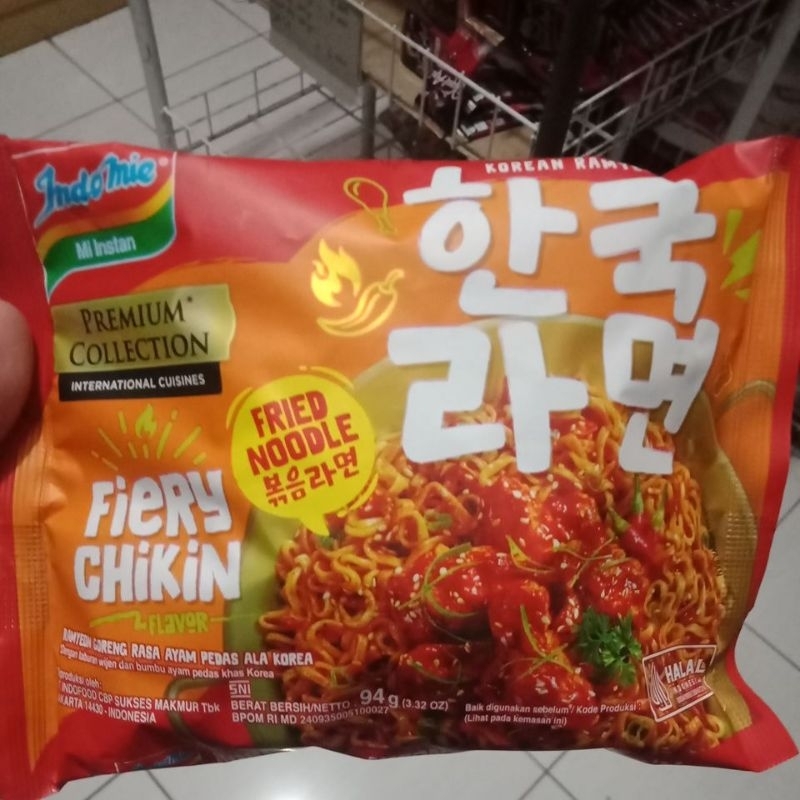 KOREAN RAMYE
IndoMie
Mi Instan
한국
라면
PREMIUM*
COLLECTION
INTERNATIONAL CUISINES
FRIED
NOODLE
볶음라면
FiERY
CHiKiN
FLAVOR
RAMYEON GORENG RASA AYAM PEDAS ALA KOREA
Dengan taburan wijen dan bumbu ayam pedas khas Korea
SNI
BERAT BERSIH/NETTO : 94 g (3.32 OZ)
BPOM RI MD 240935005100027
Diproduksi oleh:
INDOFOOD CBP SUKSES MAKMUR Tbk
JAKARTA 14430 - INDONESIA
Baik digunakan sebelum / Kode Produksi :
(Lihat pada kemasan ini)
HALAL
INDONESIA